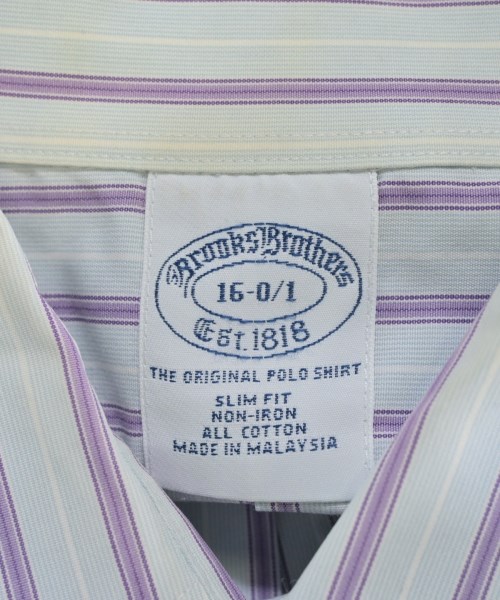 Brooks Brothers
16-0/1
Est. 1818
THE ORIGINAL POLO SHIRT
SLIM FIT
NON-IRON
ALL COTTON
MADE IN MALAYSIA